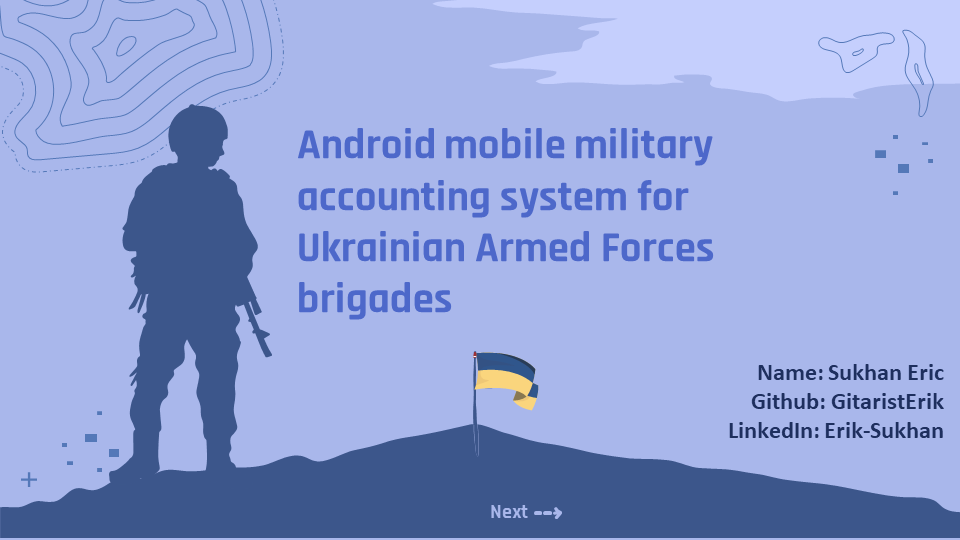 Android mobile military
accounting system for
Ukrainian Armed Forces
brigades
Name: Sukhan Eric
Github: GitaristErik
LinkedIn: Erik-Sukhan
Next